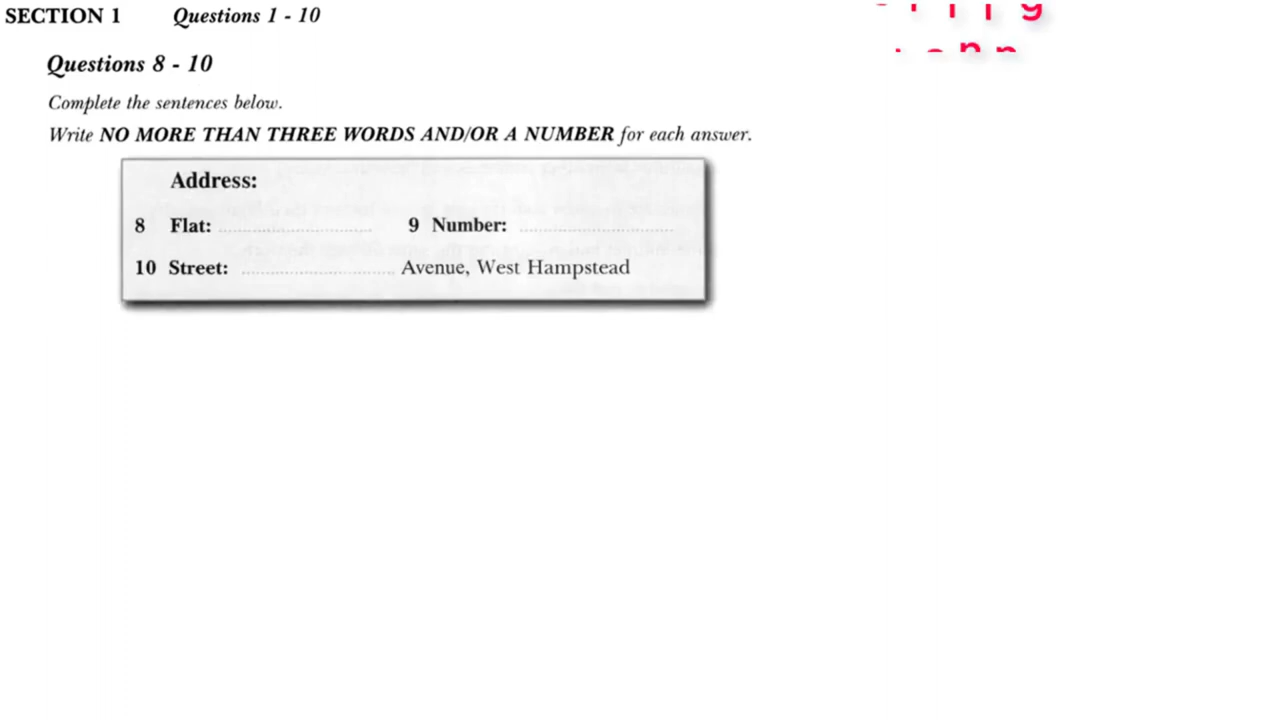 SECTION 1 Questions 1 - 10
Questions 8 - 10
Complete the sentences below.
Write NO MORE THAN THREE WORDS AND/OR A NUMBER for each answer.
Address:
8 Flat: ........................ 9 Number: ........................
10 Street: ........................ Avenue, West Hampstead